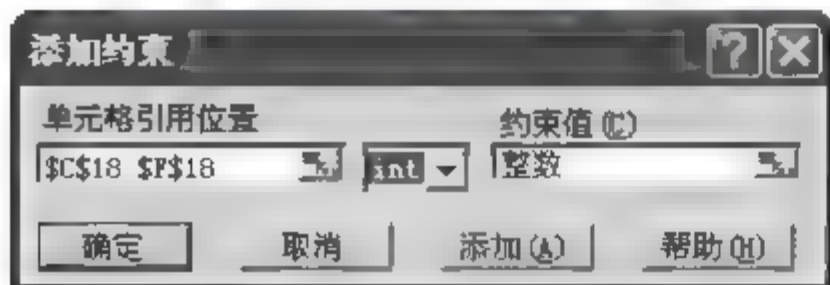 添加约束
单元格引用位置 约束值(C)
$C$18 $F$18 int 整数
确定 取消 添加(A) 帮助(H)